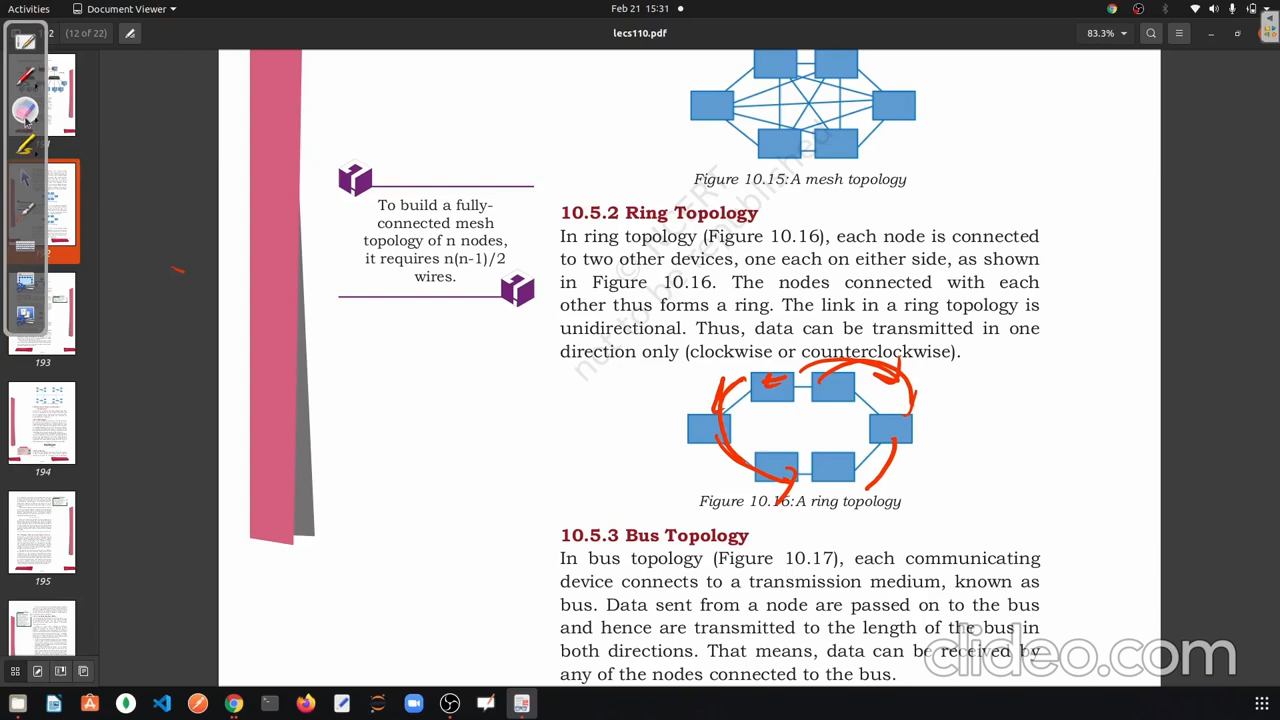 Activities
Document Viewer
Feb 21 15:31
2
(12 of 22)
lecs110.pdf
83.3%
193
194
195
Figure 10.15: A mesh topology
To build a fully-
connected mesh
topology of n nodes,
it requires n(n-1)/2
wires.
10.5.2 Ring Topology
In ring topology (Figure 10.16), each node is connected
to two other devices, one each on either side, as shown
in Figure 10.16. The nodes connected with each
other thus forms a ring. The link in a ring topology is
unidirectional. Thus, data can be transmitted in one
direction only (clockwise or counterclockwise).
Figure 10.16: A ring topology
10.5.3 Bus Topology
In bus topology (Figure 10.17), each communicating
device connects to a transmission medium, known as
bus. Data sent from a node are passed on to the bus
and hence are transmitted to the length of the bus in
both directions. That means, data can be received by
any of the nodes connected to the bus.
© NCERT
not to be republished
clideo.com